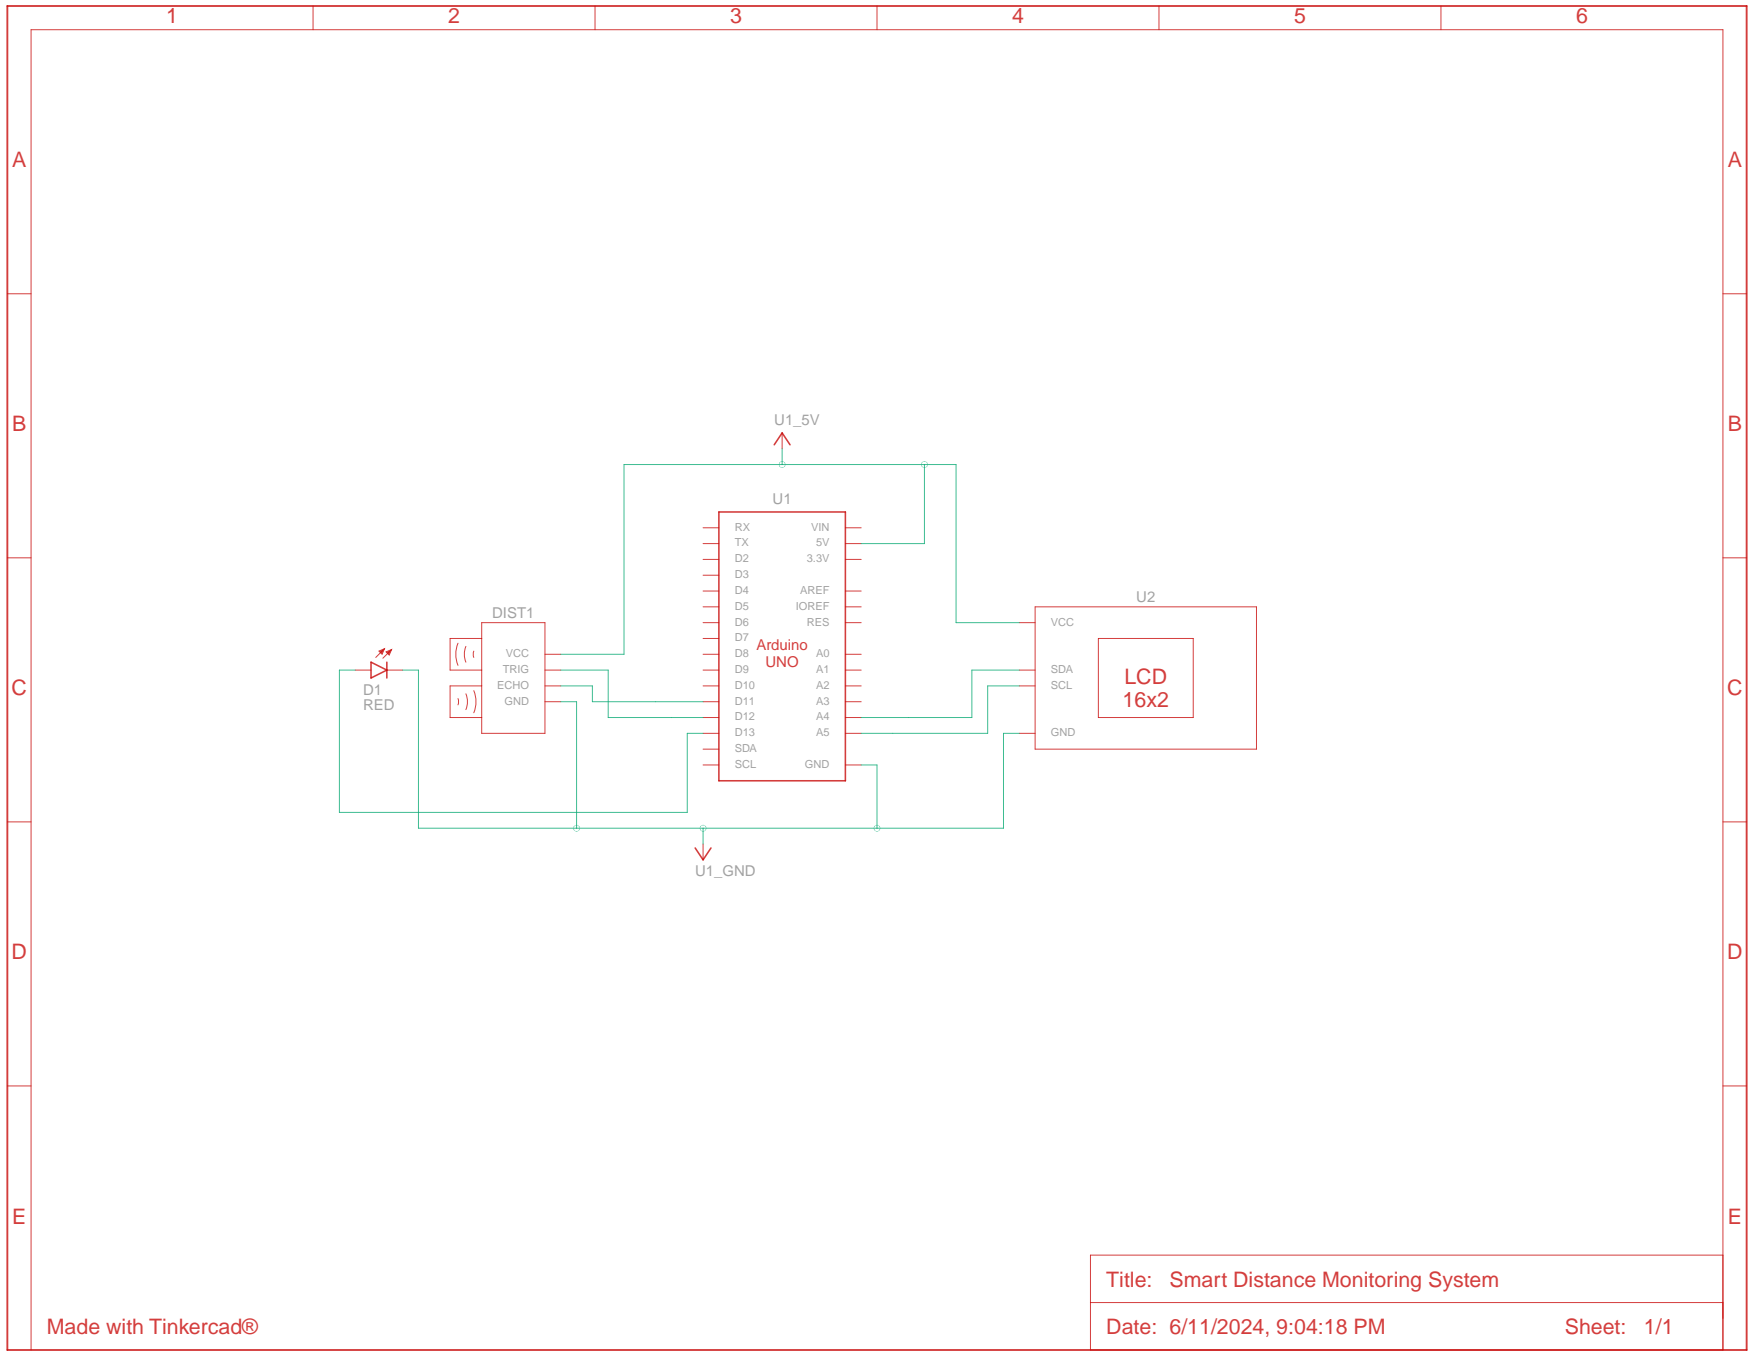 1 2 3 4 5 6
A A
B B
U1_5V
U1
RX VIN
TX 5V
D2 3.3V
D3
D4 AREF
D5 IOREF
D6 RES
D7
Arduino
D8 A0
UNO
D9 A1
D10 A2
D11 A3
D12 A4
D13 A5
SDA
SCL GND
DIST1
VCC
TRIG
ECHO
GND
D1
RED
U2
VCC
SDA
SCL
GND
LCD
16x2
C C
U1_GND
D D
E E
Title: Smart Distance Monitoring System
Date: 6/11/2024, 9:04:18 PM Sheet: 1/1
Made with Tinkercad®